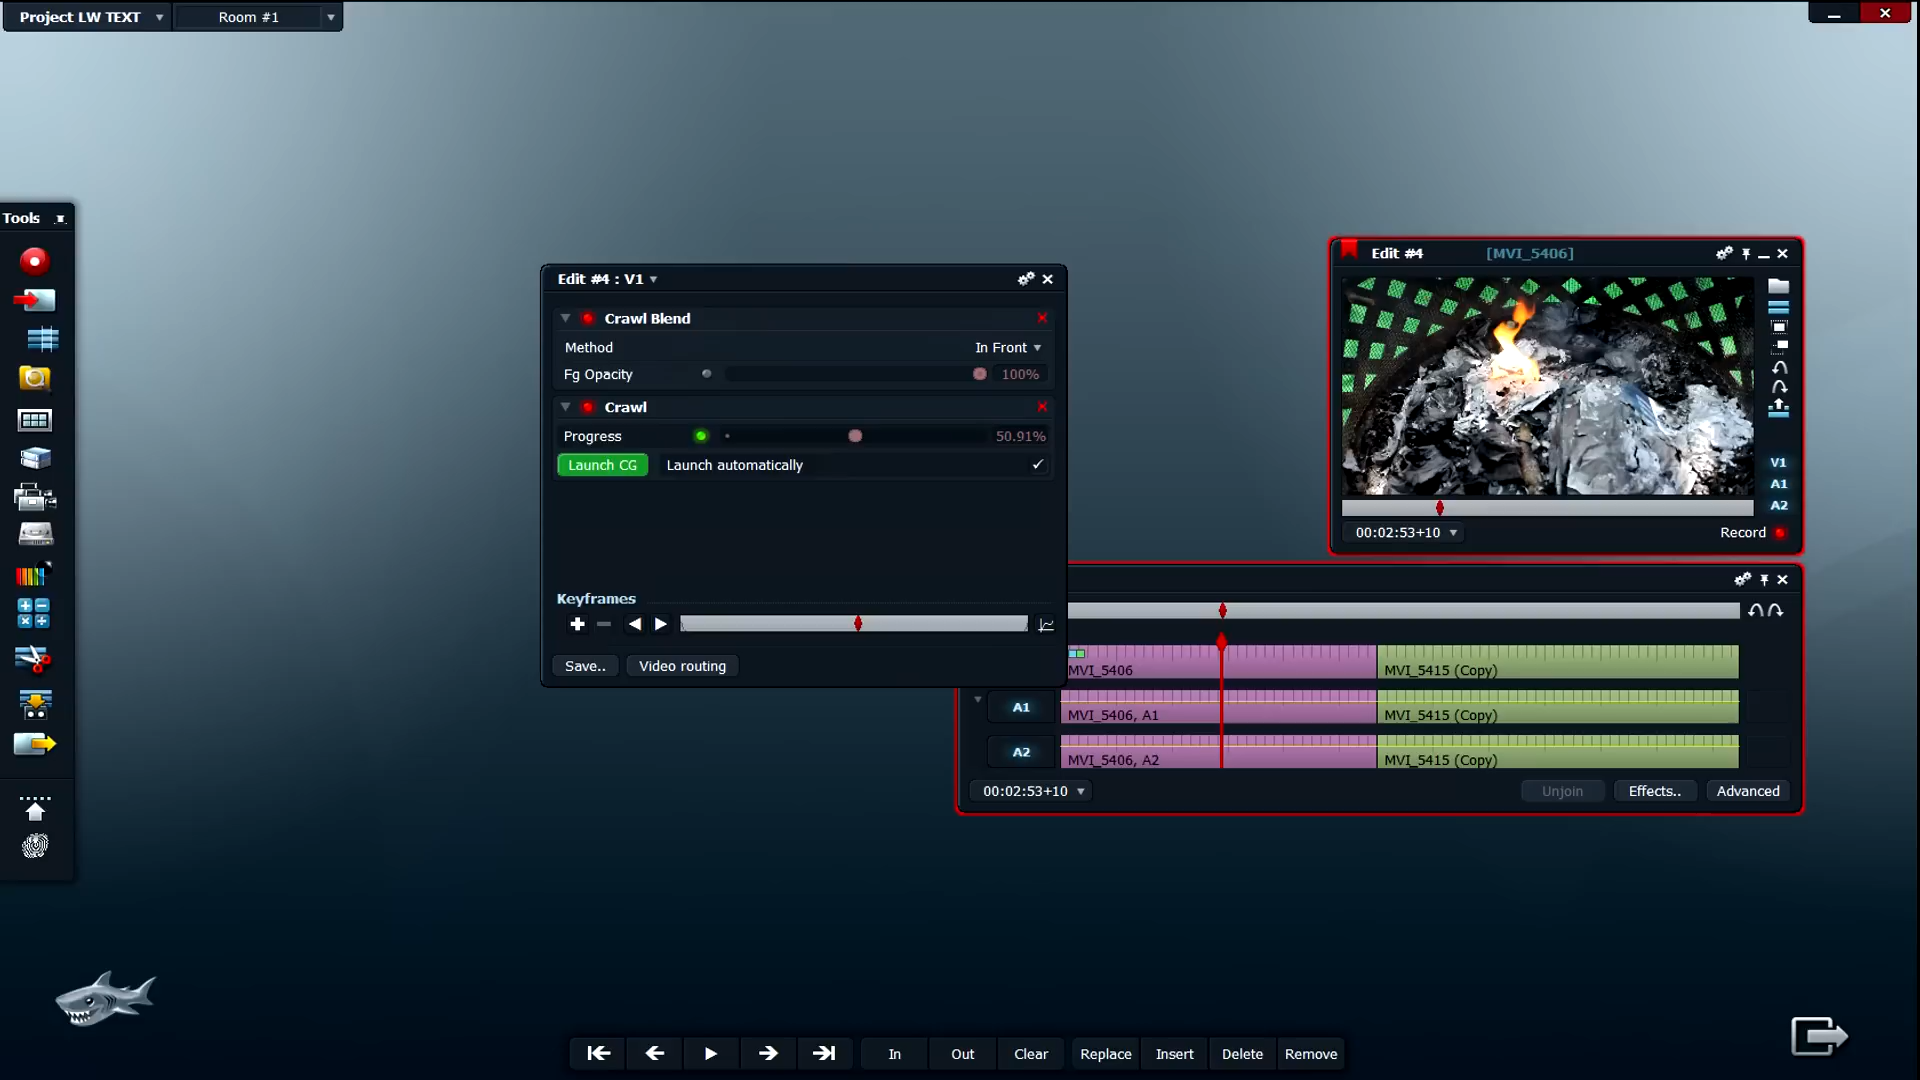 Project LW TEXT
Room #1
Tools
Edit #4 : V1
Crawl Blend
Method
In Front
Fg Opacity
100%
Crawl
Progress
50.91%
Launch CG
Launch automatically
Keyframes
Save..
Video routing
Edit #4
[MVI_5406]
V1
A1
A2
00:02:53+10
Record
MVI_5406
MVI_5415 (Copy)
A1
MVI_5406, A1
MVI_5415 (Copy)
A2
MVI_5406, A2
MVI_5415 (Copy)
00:02:53+10
Unjoin
Effects..
Advanced
In
Out
Clear
Replace
Insert
Delete
Remove